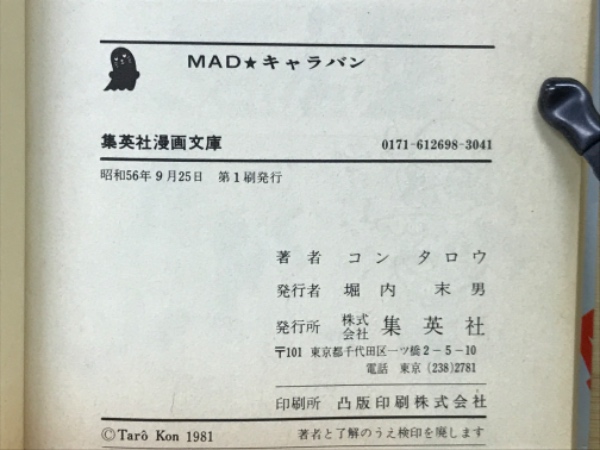 MAD★キャラバン
集英社漫画文庫 0171-612698-3041
昭和56年9月25日 第1刷発行
著者 コン タロウ
発行者 堀内 末男
発行所 株式会社 集英社
〒101 東京都千代田区一ツ橋2-5-10
電話 東京 (238)2781
印刷所 凸版印刷株式会社
©Tarô Kon 1981 著者と了解のうえ検印を廃します